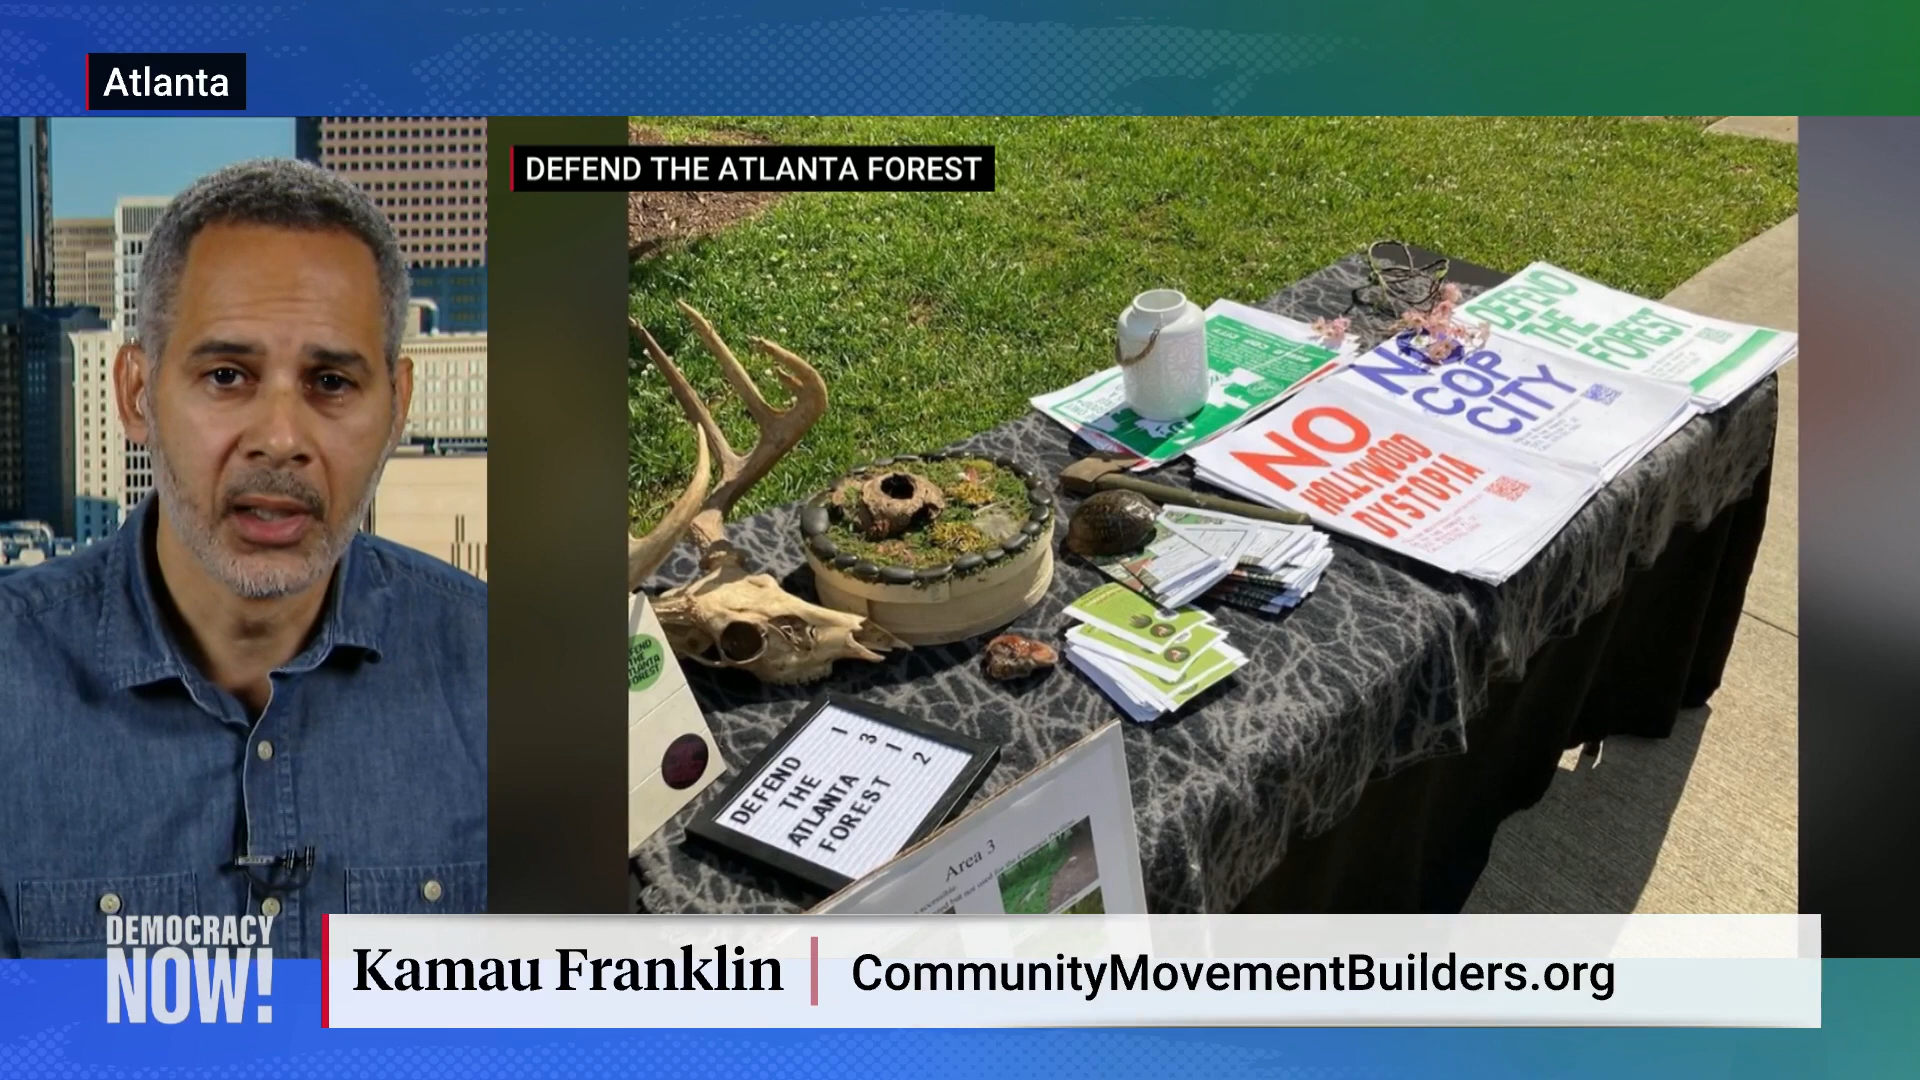 Atlanta
DEFEND THE ATLANTA FOREST
DEFEND
THE
FOREST
NO
COP
CITY
NO
HOLLYWOOD
DYSTOPIA
DEFEND
THE
ATLANTA
FOREST
1
3
1
2
Area 3
DEMOCRACY
NOW!
Kamau Franklin
CommunityMovementBuilders.org